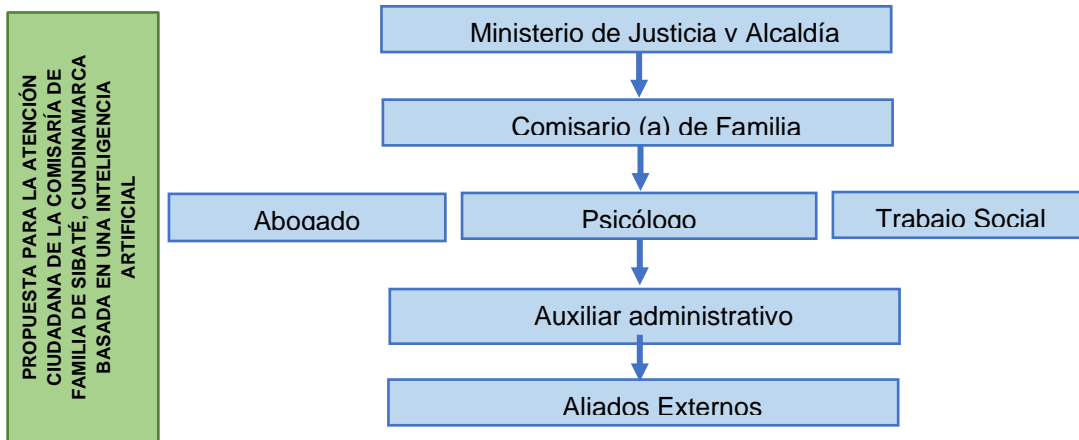 PROPUESTA PARA LA ATENCIÓN
CIUDADANA DE LA COMISARÍA DE
FAMILIA DE SIBATÉ, CUNDINAMARCA
BASADA EN UNA INTELIGENCIA
ARTIFICIAL
Ministerio de Justicia y Alcaldía
Comisario (a) de Familia
Abogado
Psicólogo
Trabajo Social
Auxiliar administrativo
Aliados Externos